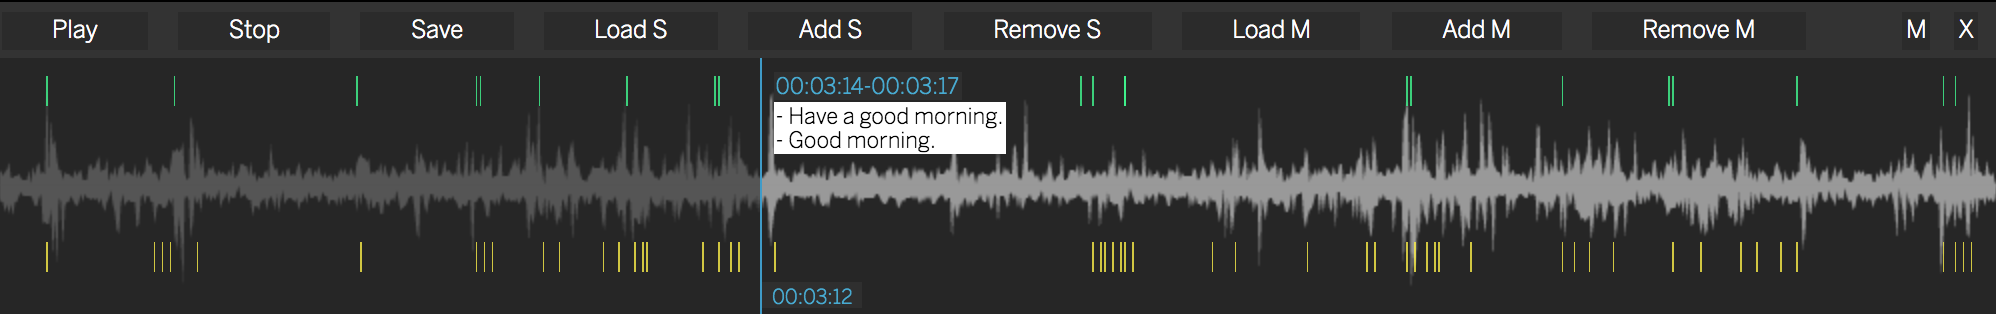 Play Stop Save Load S Add S Remove S Load M Add M Remove M M X
00:03:14-00:03:17
- Have a good morning.
- Good morning.
00:03:12